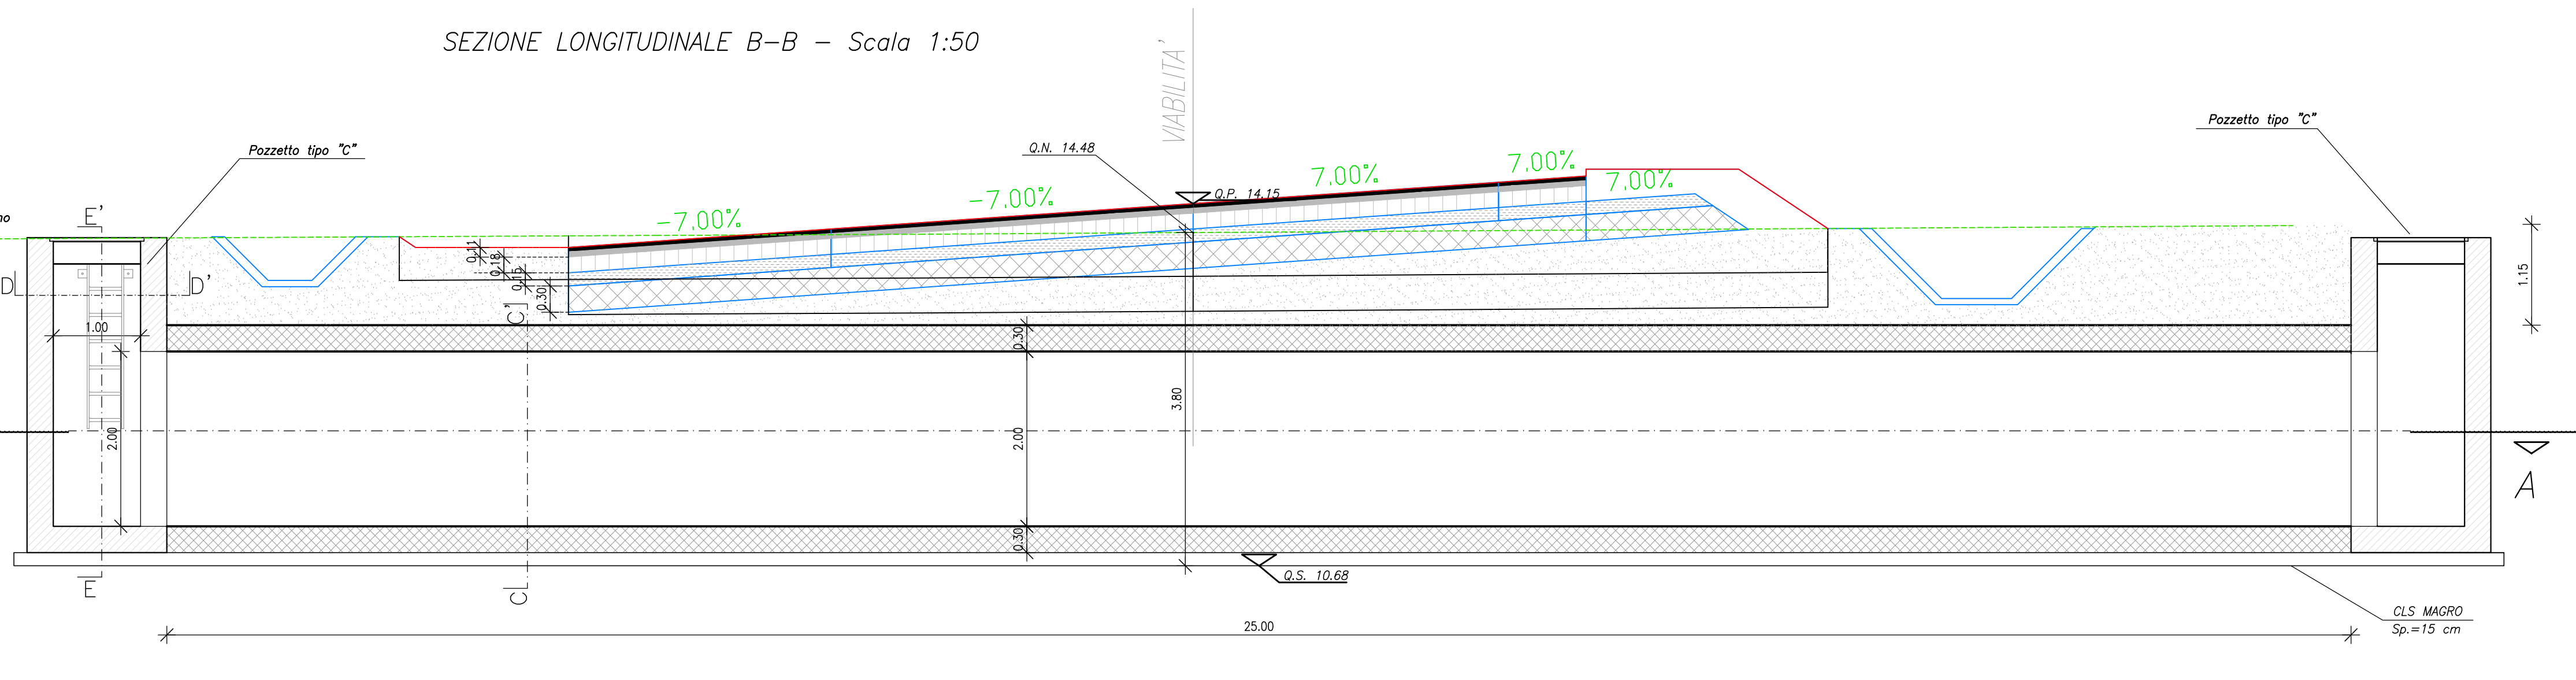 SEZIONE LONGITUDINALE B-B - Scala 1:50
VIABILITA'
Pozzetto tipo "C"
Pozzetto tipo "C"
Q.N. 14.48
Q.P. 14.15
-7.00%
-7.00%
7.00%
7.00%
7.00%
no
E'
D
D'
0.11
0.18
0.15
0.30
C'
1.15
1.00
0.30
2.00
2.00
3.80
A
0.30
E
C
Q.S. 10.68
CLS MAGRO
Sp.=15 cm
25.00